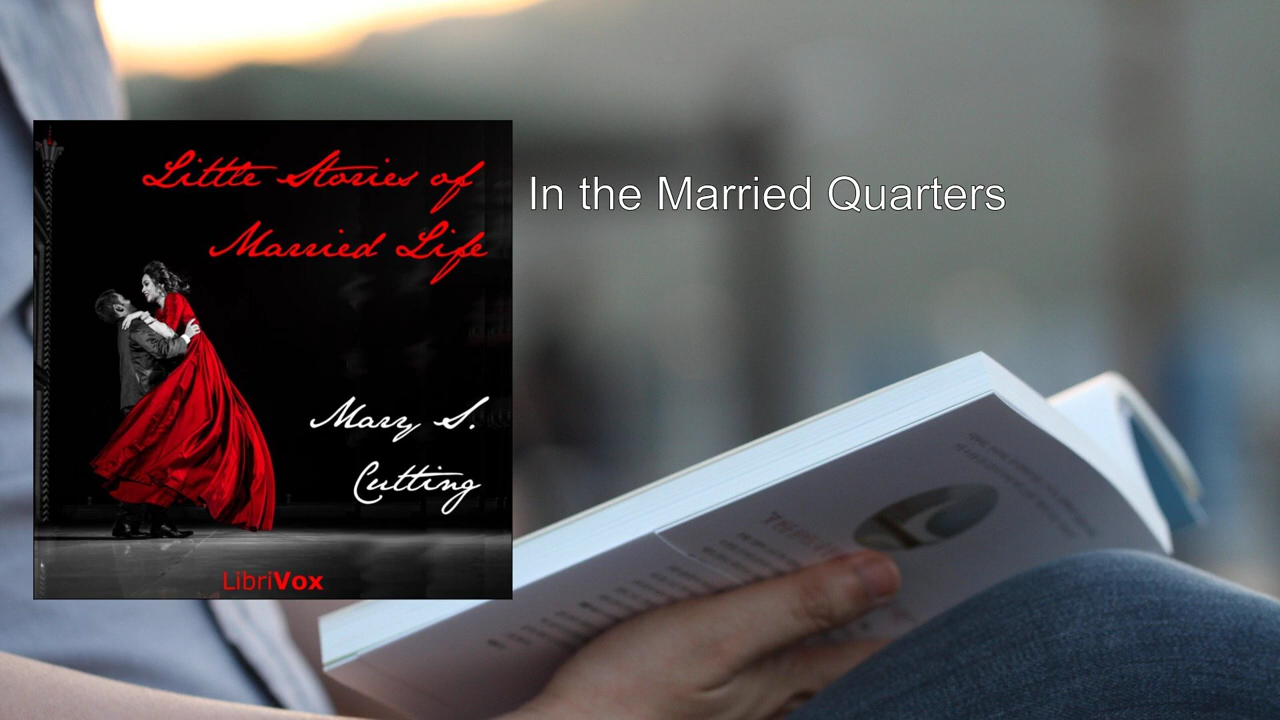 Little Stories of
Married Life
Mary S.
Cutting
LibriVox
In the Married Quarters